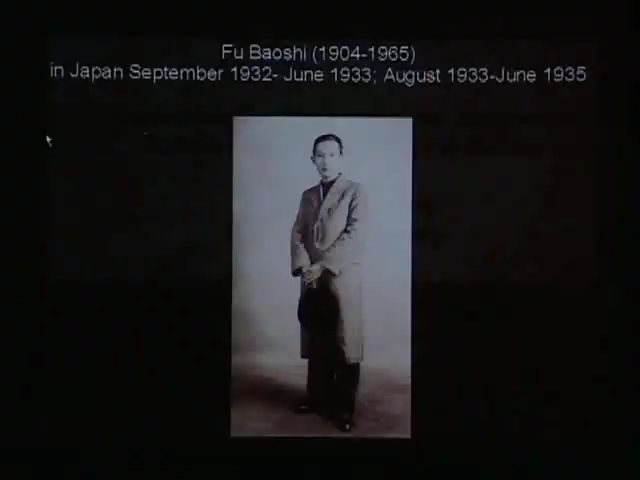 Fu Baoshi (1904-1965)
in Japan September 1932- June 1933; August 1933-June 1935